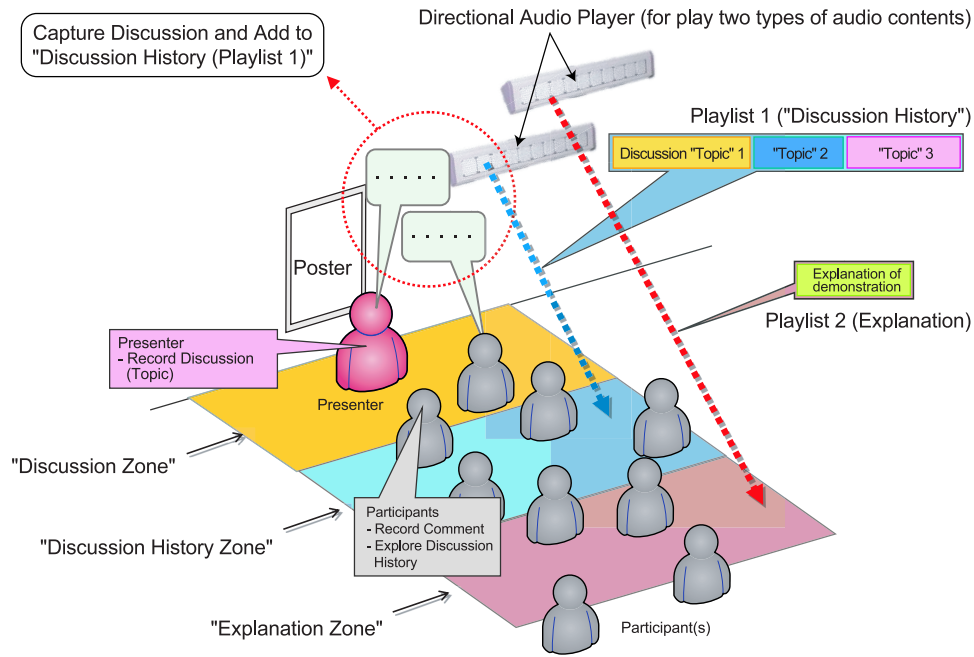 Capture Discussion and Add to
"Discussion History (Playlist 1)"
Directional Audio Player (for play two types of audio contents)
Playlist 1 ("Discussion History")
Discussion "Topic" 1
"Topic" 2
"Topic" 3
. . . . .
. . . . .
Poster
Explanation of
demonstration
Playlist 2 (Explanation)
Presenter
- Record Discussion
(Topic)
Presenter
"Discussion Zone"
Participants
- Record Comment
- Explore Discussion
History
"Discussion History Zone"
"Explanation Zone"
Participant(s)